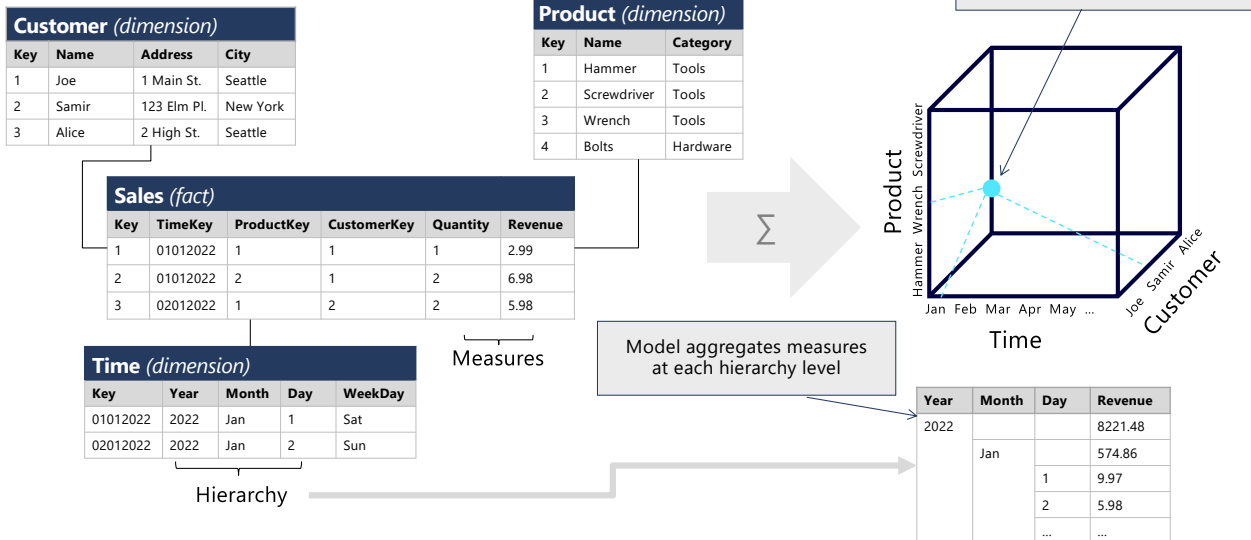 Customer (dimension)
Key Name Address City
1 Joe 1 Main St. Seattle
2 Samir 123 Elm Pl. New York
3 Alice 2 High St. Seattle
Product (dimension)
Key Name Category
1 Hammer Tools
2 Screwdriver Tools
3 Wrench Tools
4 Bolts Hardware
Sales (fact)
Key TimeKey ProductKey CustomerKey Quantity Revenue
1 01012022 1 1 1 2.99
2 01012022 2 1 2 6.98
3 02012022 1 2 2 5.98
Measures
Time (dimension)
Key Year Month Day WeekDay
01012022 2022 Jan 1 Sat
02012022 2022 Jan 2 Sun
Hierarchy
∑
Product
Hammer Wrench Screwdriver
Jan Feb Mar Apr May ...
Time
Joe Samir Alice
Customer
Model aggregates measures
at each hierarchy level
Year Month Day Revenue
2022 8221.48
Jan 574.86
1 9.97
2 5.98
... ...